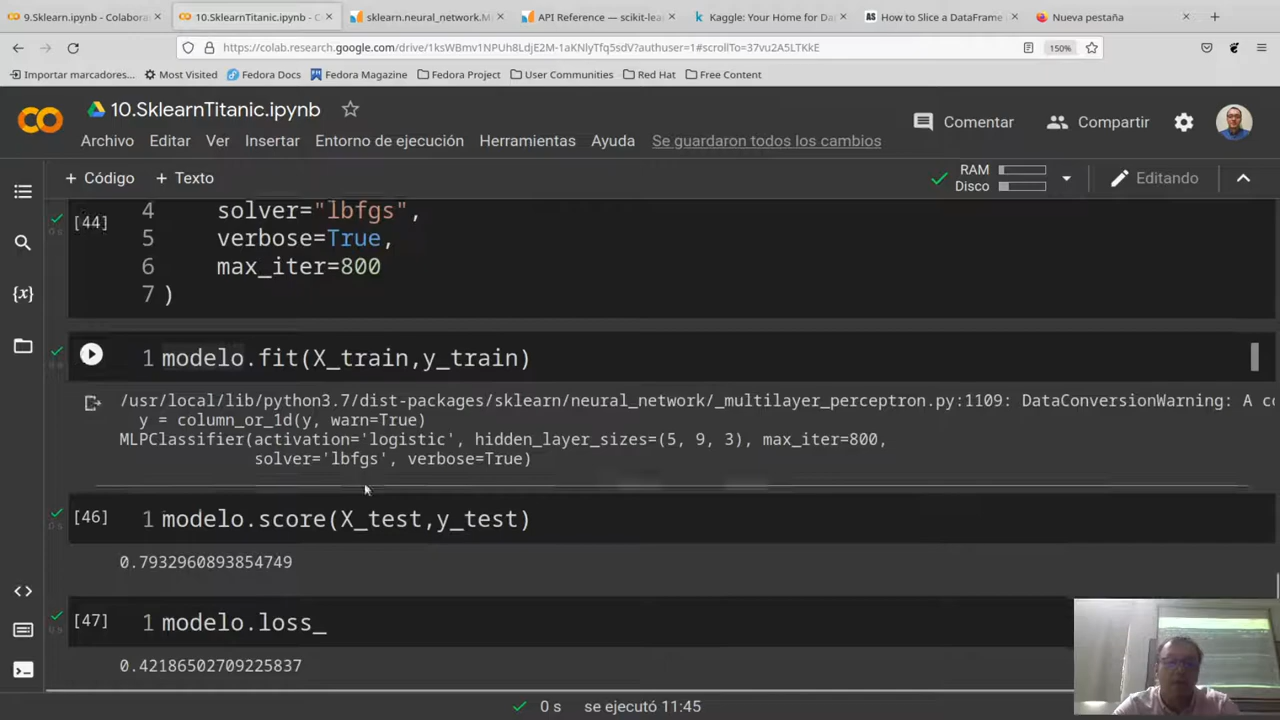 9.Sklearn.ipynb - Colabora
10.SklearnTitanic.ipynb - C
sklearn.neural_network.M
API Reference — scikit-lea
Kaggle: Your Home for Da
AS How to Slice a DataFrame
Nueva pestaña
https://colab.research.google.com/drive/1ksWBmv1NPUh8LdjE2M-1aKNlyTfq5sdV?authuser=1#scrollTo=37vu2A5LTKkE
150%
Importar marcadores...
Most Visited
Fedora Docs
Fedora Magazine
Fedora Project
User Communities
Red Hat
Free Content
10.SklearnTitanic.ipynb
Comentar
Compartir
Archivo Editar Ver Insertar Entorno de ejecución Herramientas Ayuda Se guardaron todos los cambios
+ Código + Texto
RAM
Disco
Editando
[44]
4 solver="lbfgs",
5 verbose=True,
6 max_iter=800
7 )
0s
1 modelo.fit(X_train,y_train)
/usr/local/lib/python3.7/dist-packages/sklearn/neural_network/_multilayer_perceptron.py:1109: DataConversionWarning: A co
y = column_or_1d(y, warn=True)
MLPClassifier(activation='logistic', hidden_layer_sizes=(5, 9, 3), max_iter=800,
solver='lbfgs', verbose=True)
[46] 1 modelo.score(X_test,y_test)
0 s
0.7932960893854749
[47] 1 modelo.loss_
0 s
0.42186502709225837
0 s se ejecutó 11:45